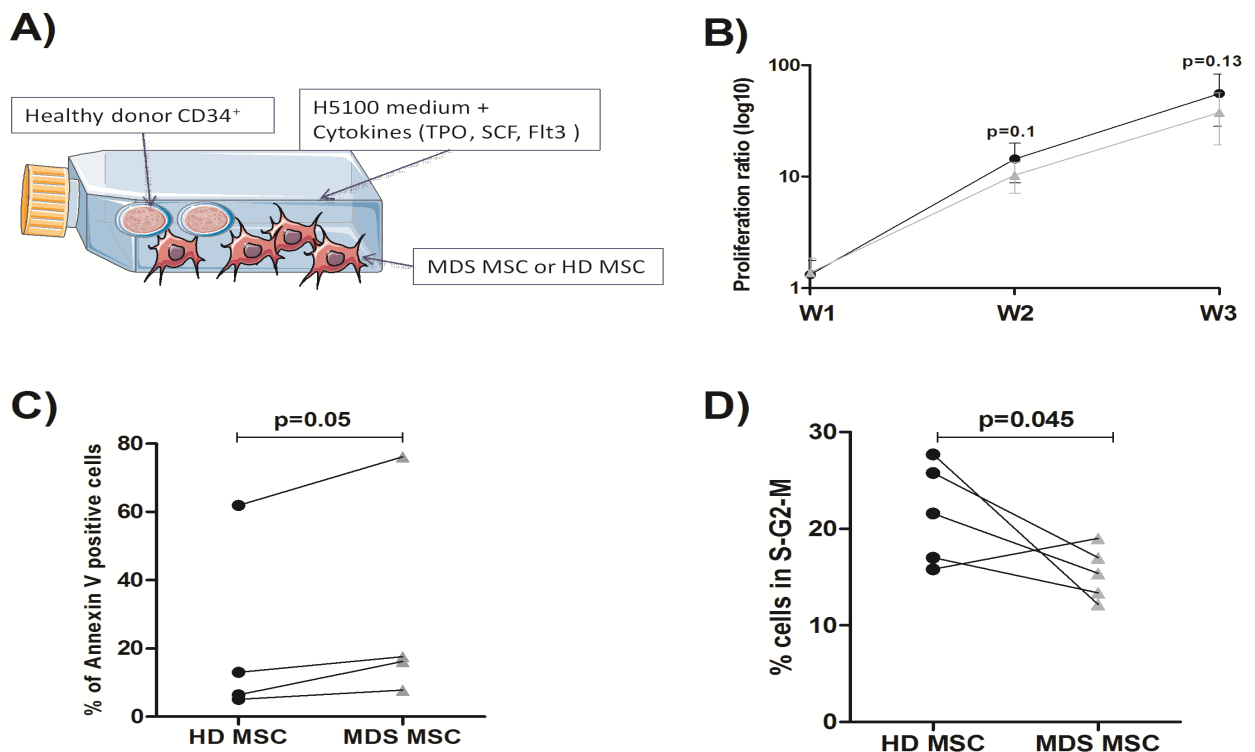 A)
Healthy donor CD34⁺
H5100 medium +
Cytokines (TPO, SCF, Flt3 )
MDS MSC or HD MSC
B)
Proliferation ratio (log10)
100
10
1
p=0.1
p=0.13
W1 W2 W3
C)
% of Annexin V positive cells
80
60
40
20
0
p=0.05
HD MSC MDS MSC
D)
% cells in S-G2-M
30
20
10
0
p=0.045
HD MSC MDS MSC